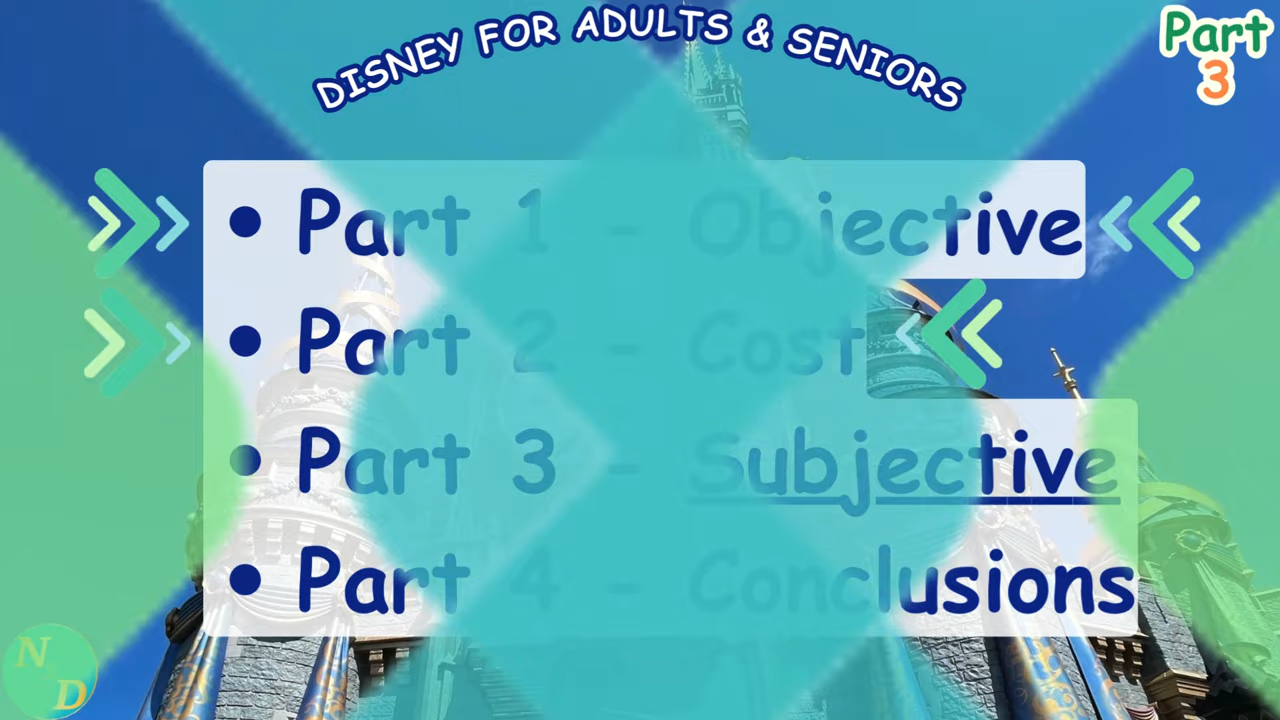 DISNEY FOR ADULTS & SENIORS
Part
3
• Part 1 - Objective
• Part 2 - Cost
• Part 3 - Subjective
• Part 4 - Conclusions
N
D